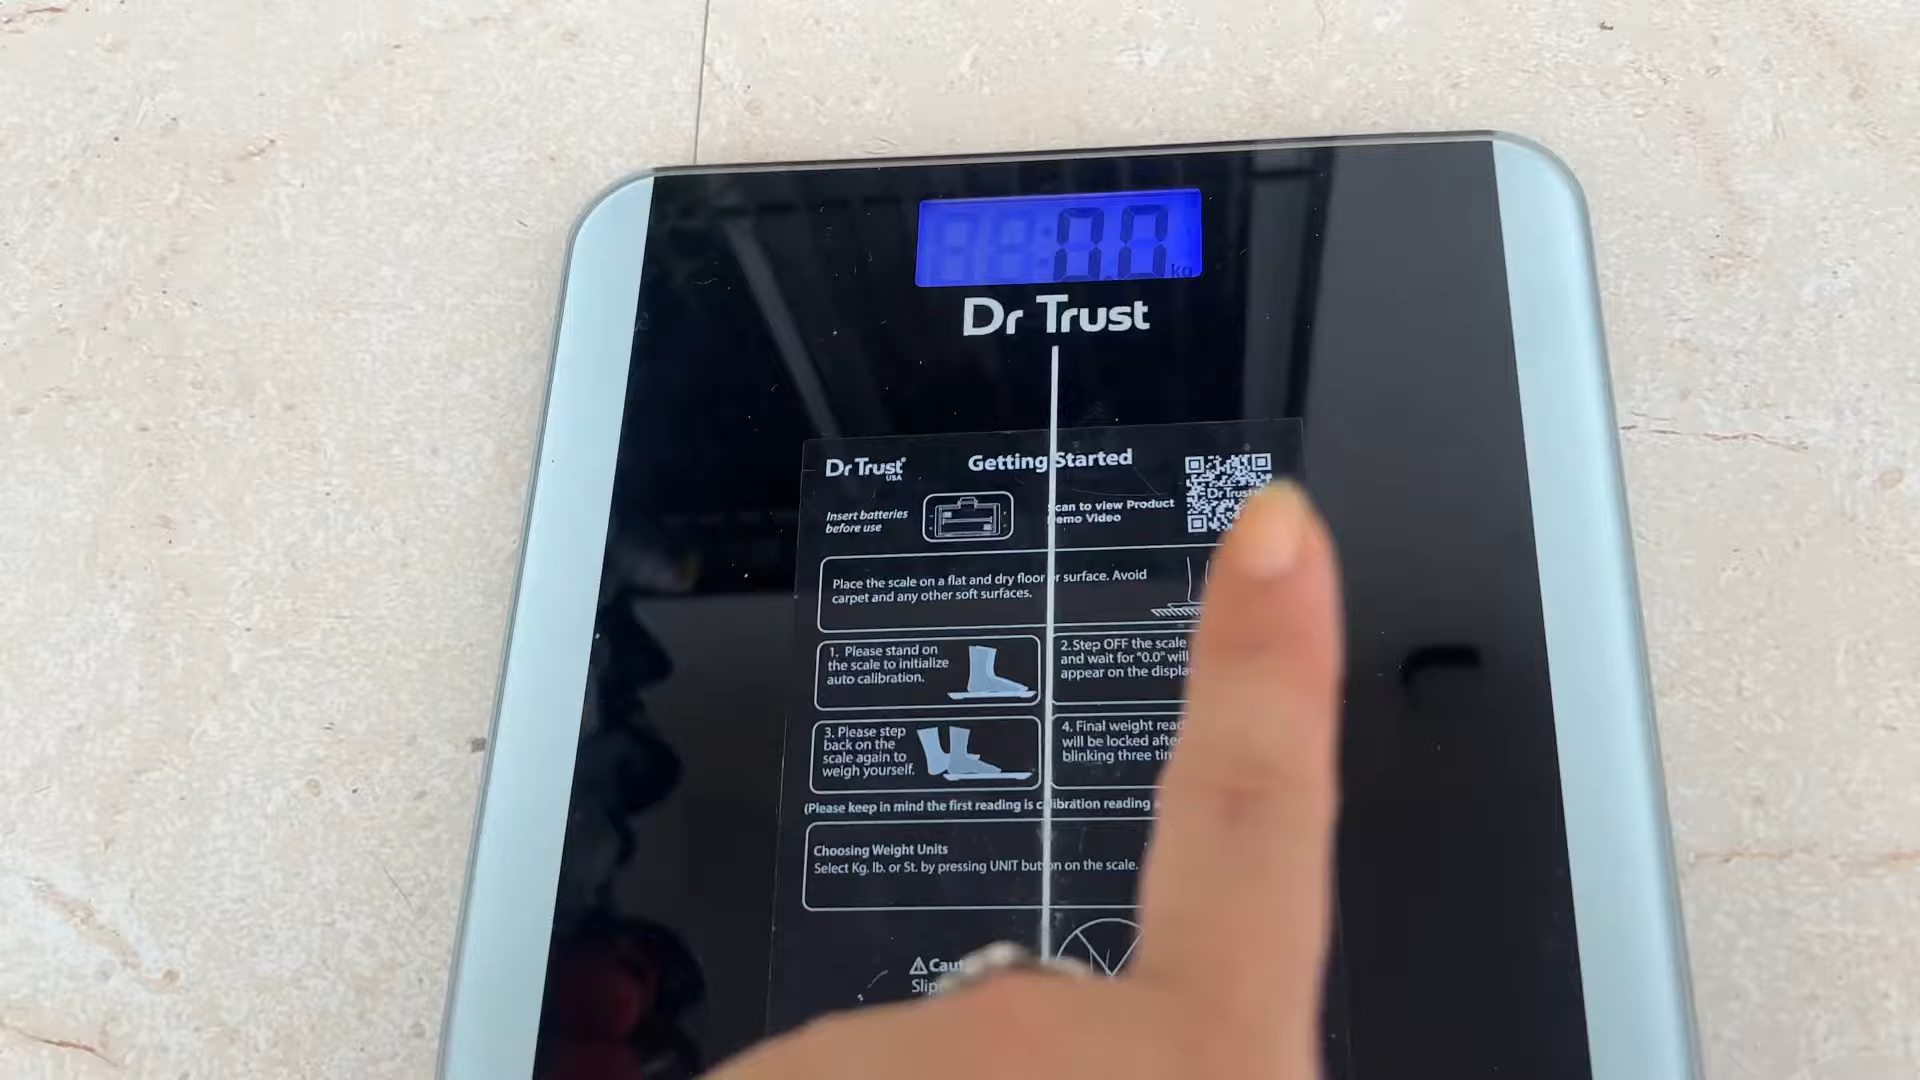 0.0 kg
Dr Trust
Dr Trust
USA
Getting Started
Insert batteries
before use
can to view Product
emo Video
Dr Trust
Place the scale on a flat and dry floor r surface. Avoid
carpet and any other soft surfaces.
1. Please stand on
the scale to initialize
auto calibration.
2.Step OFF the scale
and wait for "0.0" will
appear on the displa
3. Please step
back on the
scale again to
weigh yourself.
4. Final weight read
will be locked afte
blinking three tim
(Please keep in mind the first reading is c libration reading
Choosing Weight Units
Select Kg. lb. or St. by pressing UNIT but on on the scale.
Caut
Slip